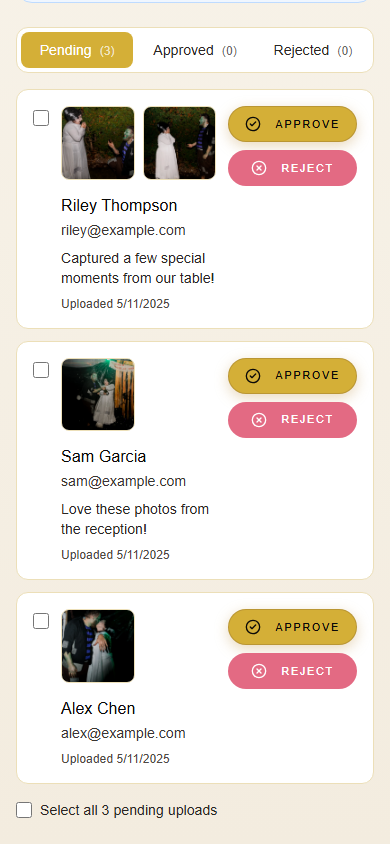 Pending (3) Approved (0) Rejected (0)
APPROVE
REJECT
Riley Thompson
riley@example.com
Captured a few special
moments from our table!
Uploaded 5/11/2025
APPROVE
REJECT
Sam Garcia
sam@example.com
Love these photos from
the reception!
Uploaded 5/11/2025
APPROVE
REJECT
Alex Chen
alex@example.com
Uploaded 5/11/2025
Select all 3 pending uploads